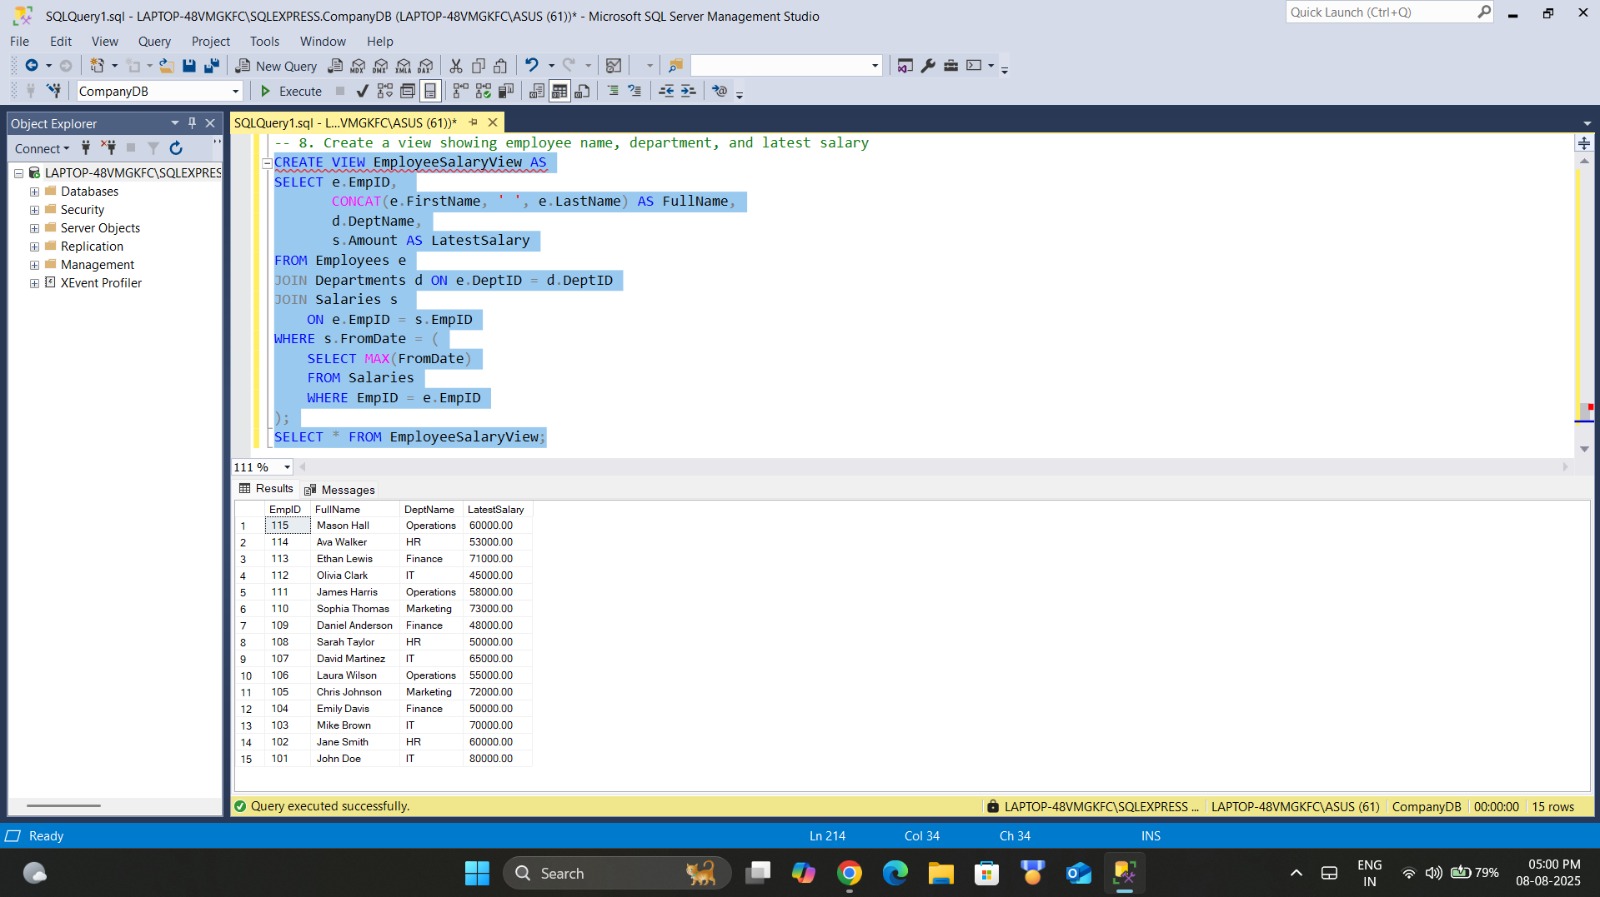 SQLQuery1.sql - LAPTOP-48VMGKFC\SQLEXPRESS.CompanyDB (LAPTOP-48VMGKFC\ASUS (61))* - Microsoft SQL Server Management Studio
Quick Launch (Ctrl+Q)
File Edit View Query Project Tools Window Help
New Query
CompanyDB
Execute
Object Explorer
SQLQuery1.sql - L...VMGKFC\ASUS (61))*
Connect
LAPTOP-48VMGKFC\SQLEXPRES
Databases
Security
Server Objects
Replication
Management
XEvent Profiler
-- 8. Create a view showing employee name, department, and latest salary
CREATE VIEW EmployeeSalaryView AS
SELECT e.EmpID,
CONCAT(e.FirstName, ' ', e.LastName) AS FullName,
d.DeptName,
s.Amount AS LatestSalary
FROM Employees e
JOIN Departments d ON e.DeptID = d.DeptID
JOIN Salaries s
ON e.EmpID = s.EmpID
WHERE s.FromDate = (
SELECT MAX(FromDate)
FROM Salaries
WHERE EmpID = e.EmpID
);
SELECT * FROM EmployeeSalaryView;
111 %
Results Messages
EmpID FullName DeptName LatestSalary
1 115 Mason Hall Operations 60000.00
2 114 Ava Walker HR 53000.00
3 113 Ethan Lewis Finance 71000.00
4 112 Olivia Clark IT 45000.00
5 111 James Harris Operations 58000.00
6 110 Sophia Thomas Marketing 73000.00
7 109 Daniel Anderson Finance 48000.00
8 108 Sarah Taylor HR 50000.00
9 107 David Martinez IT 65000.00
10 106 Laura Wilson Operations 55000.00
11 105 Chris Johnson Marketing 72000.00
12 104 Emily Davis Finance 50000.00
13 103 Mike Brown IT 70000.00
14 102 Jane Smith HR 60000.00
15 101 John Doe IT 80000.00
Query executed successfully.
LAPTOP-48VMGKFC\SQLEXPRESS ... LAPTOP-48VMGKFC\ASUS (61) CompanyDB 00:00:00 15 rows
Ready
Ln 214 Col 34 Ch 34 INS
Search
ENG
IN
79%
05:00 PM
08-08-2025